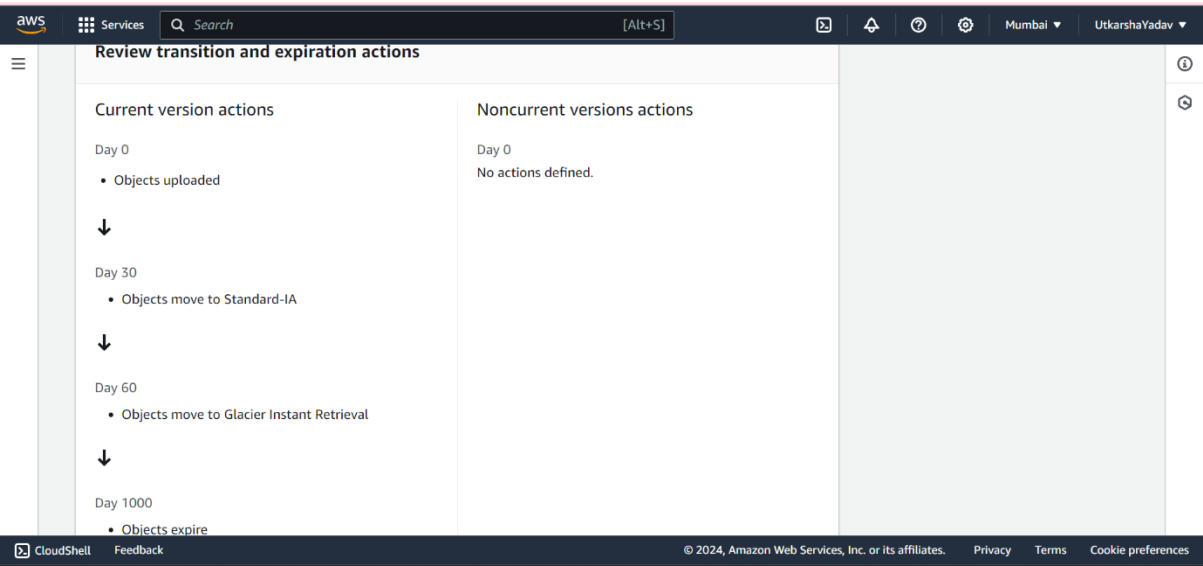 aws
Services
Search
[Alt+S]
Mumbai
UtkarshaYadav
Review transition and expiration actions
Current version actions
Day 0
• Objects uploaded
Day 30
• Objects move to Standard-IA
Day 60
• Objects move to Glacier Instant Retrieval
Day 1000
• Objects expire
Noncurrent versions actions
Day 0
No actions defined.
CloudShell
Feedback
© 2024, Amazon Web Services, Inc. or its affiliates.
Privacy
Terms
Cookie preferences